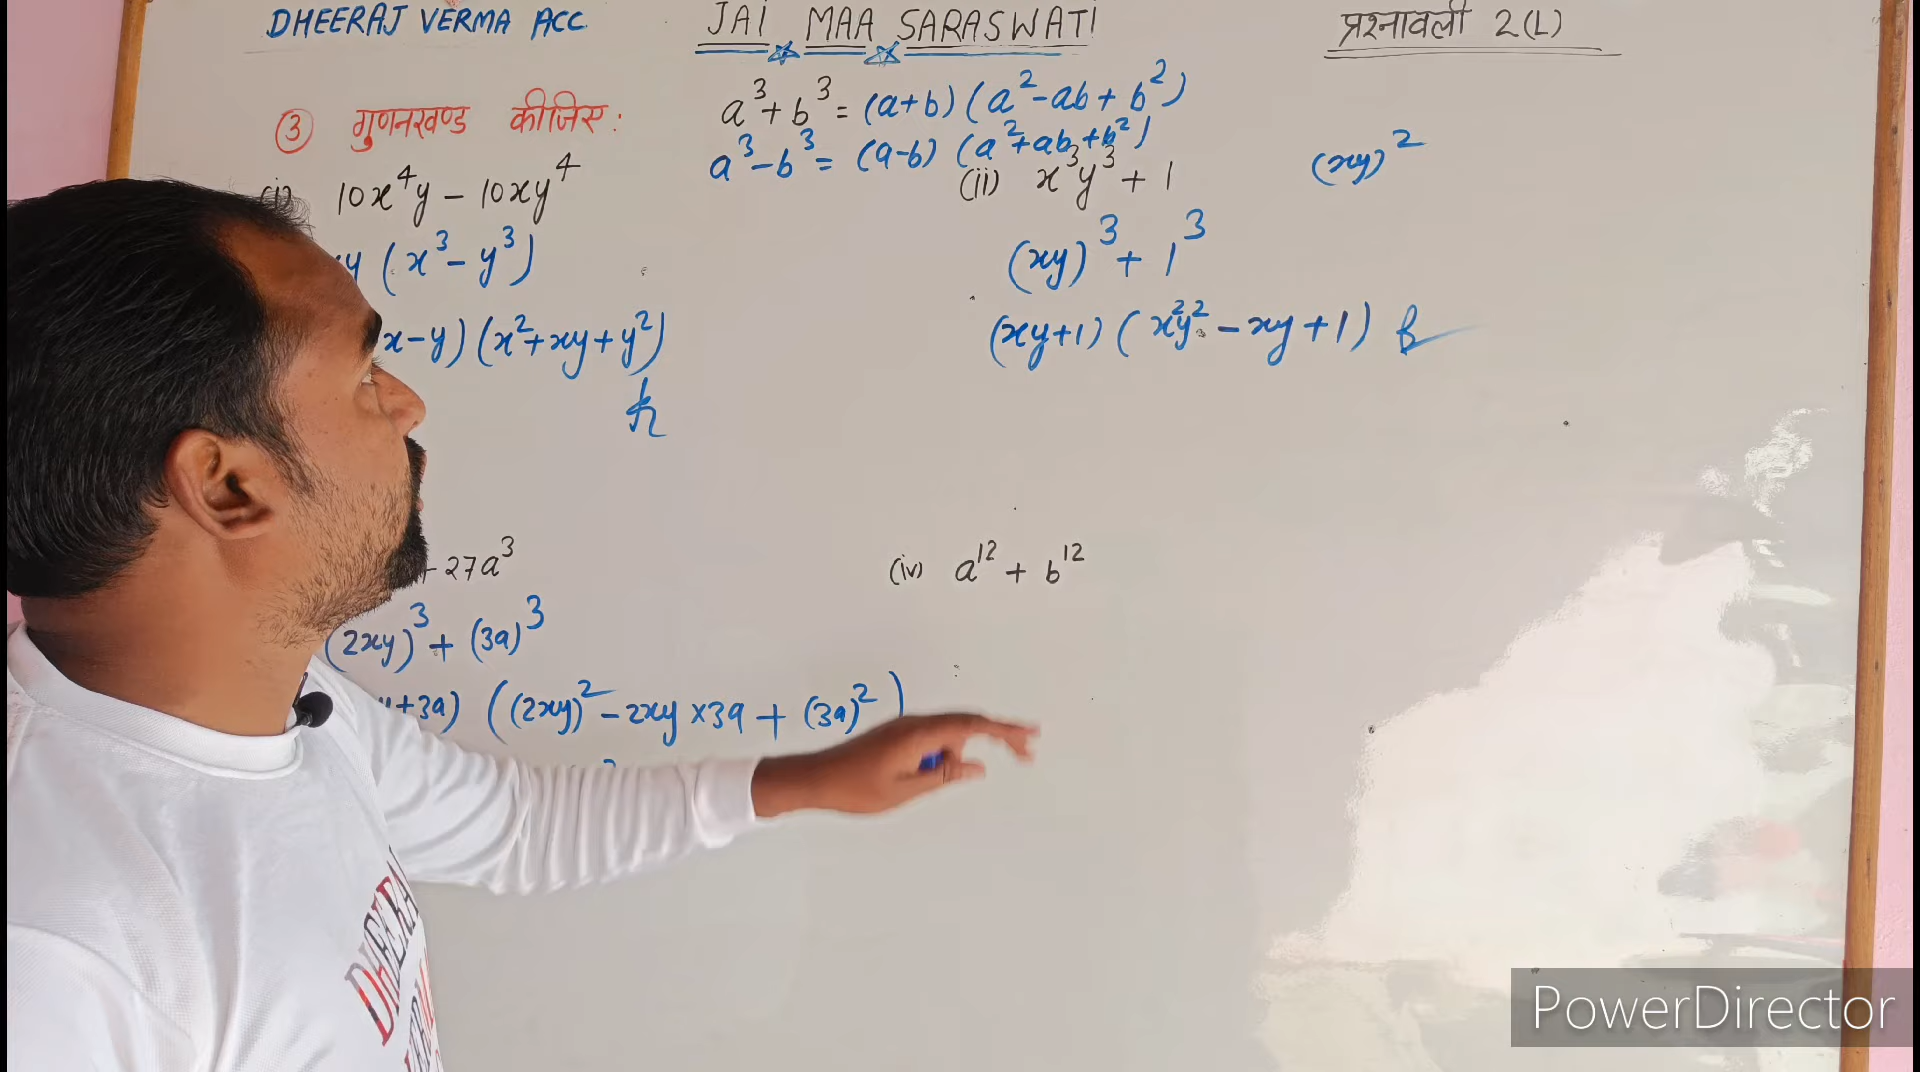 DHEERAJ VERMA ACC
JAI MAA SARASWATI
प्रश्नावली 2(L)
a³+b³ = (a+b) (a²-ab+b²)
a³-b³ = (a-b) (a²+ab+b²)
③ गुणनखण्ड कीजिए:
(i) 10x⁴y - 10xy⁴
y (x³-y³)
x-y) (x²+xy+y²)
(ii) x³y³ + 1
(xy)²
(xy)³ + 1³
(xy+1) (x²y² - xy + 1)
27a³
(2xy)³ + (3a)³
+3a) ((2xy)² - 2xy ×3a + (3a)²)
(iv) a¹² + b¹²
PowerDirector